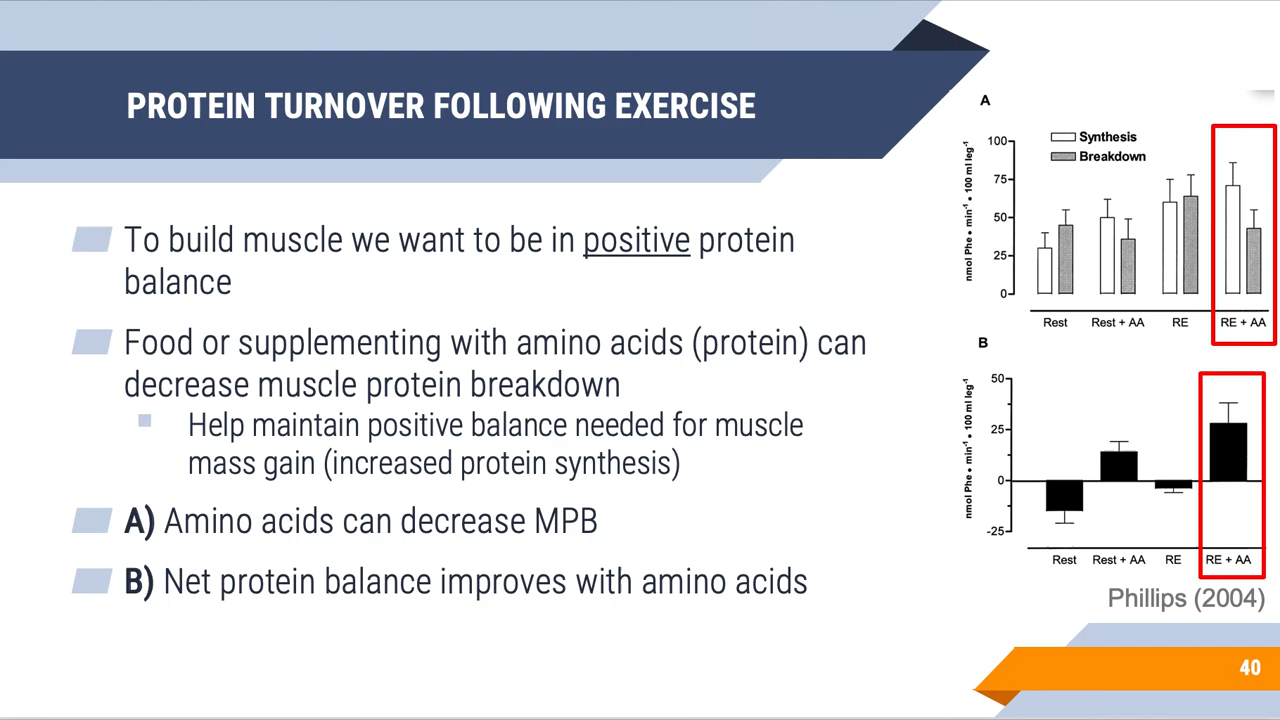 PROTEIN TURNOVER FOLLOWING EXERCISE
To build muscle we want to be in positive protein
balance
Food or supplementing with amino acids (protein) can
decrease muscle protein breakdown
Help maintain positive balance needed for muscle
mass gain (increased protein synthesis)
A) Amino acids can decrease MPB
B) Net protein balance improves with amino acids
A
Synthesis
Breakdown
nmol Phe • min⁻¹ • 100 ml leg⁻¹
100
75
50
25
0
Rest Rest + AA RE RE + AA
B
nmol Phe • min⁻¹ • 100 ml leg⁻¹
50
25
0
-25
Rest Rest + AA RE RE + AA
Phillips (2004)
40